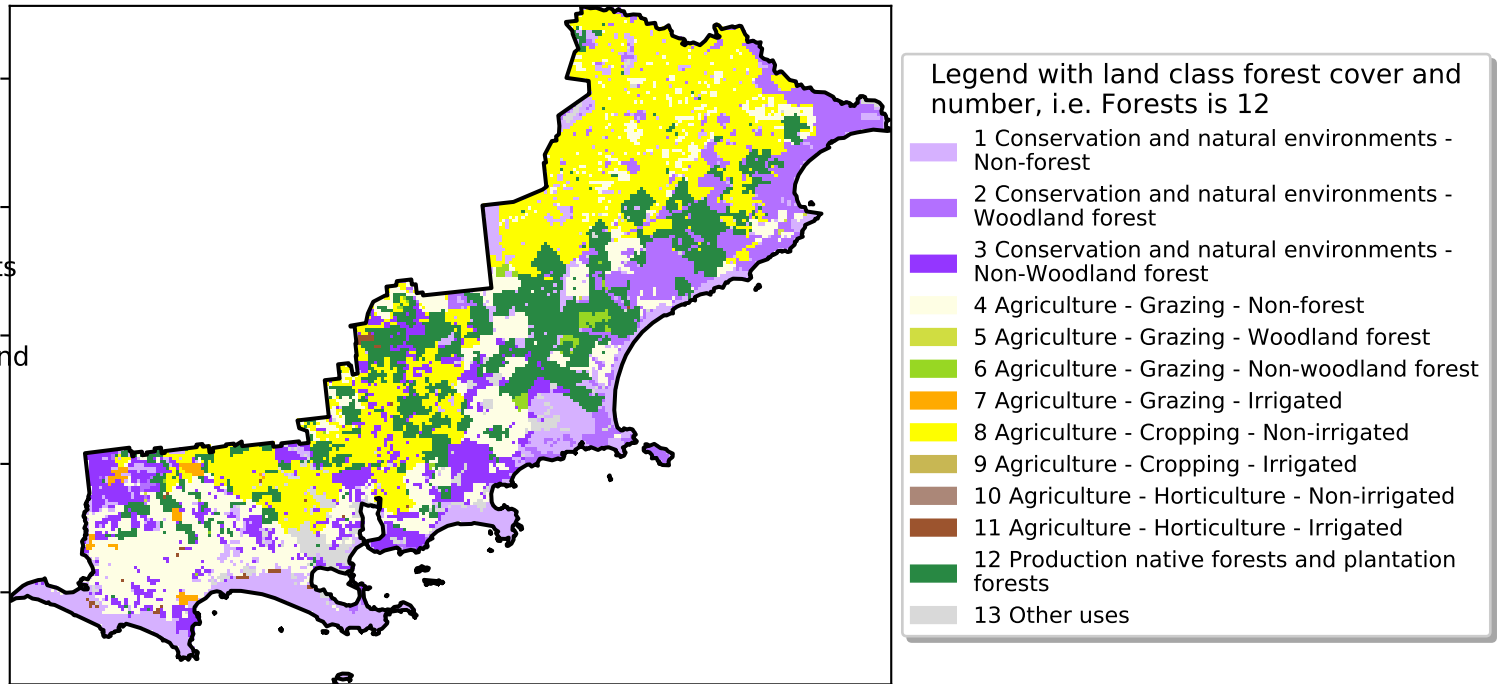 ts
nd
Legend with land class forest cover and
number, i.e. Forests is 12
1 Conservation and natural environments -
Non-forest
2 Conservation and natural environments -
Woodland forest
3 Conservation and natural environments -
Non-Woodland forest
4 Agriculture - Grazing - Non-forest
5 Agriculture - Grazing - Woodland forest
6 Agriculture - Grazing - Non-woodland forest
7 Agriculture - Grazing - Irrigated
8 Agriculture - Cropping - Non-irrigated
9 Agriculture - Cropping - Irrigated
10 Agriculture - Horticulture - Non-irrigated
11 Agriculture - Horticulture - Irrigated
12 Production native forests and plantation
forests
13 Other uses